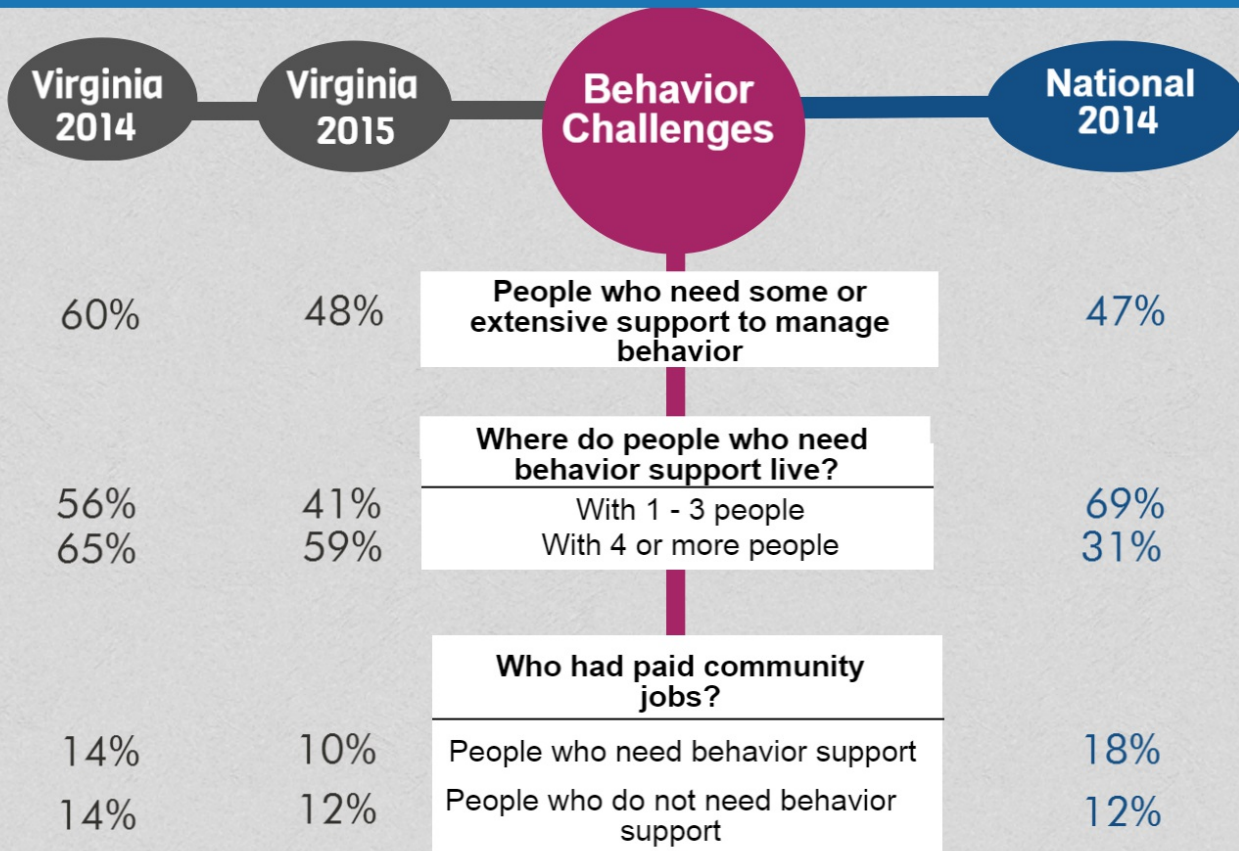 Virginia
2014
Virginia
2015
Behavior
Challenges
National
2014
60%
48%
People who need some or
extensive support to manage
behavior
47%
Where do people who need
behavior support live?
56%
41%
With 1 - 3 people
69%
65%
59%
With 4 or more people
31%
Who had paid community
jobs?
14%
10%
People who need behavior support
18%
14%
12%
People who do not need behavior
support
12%